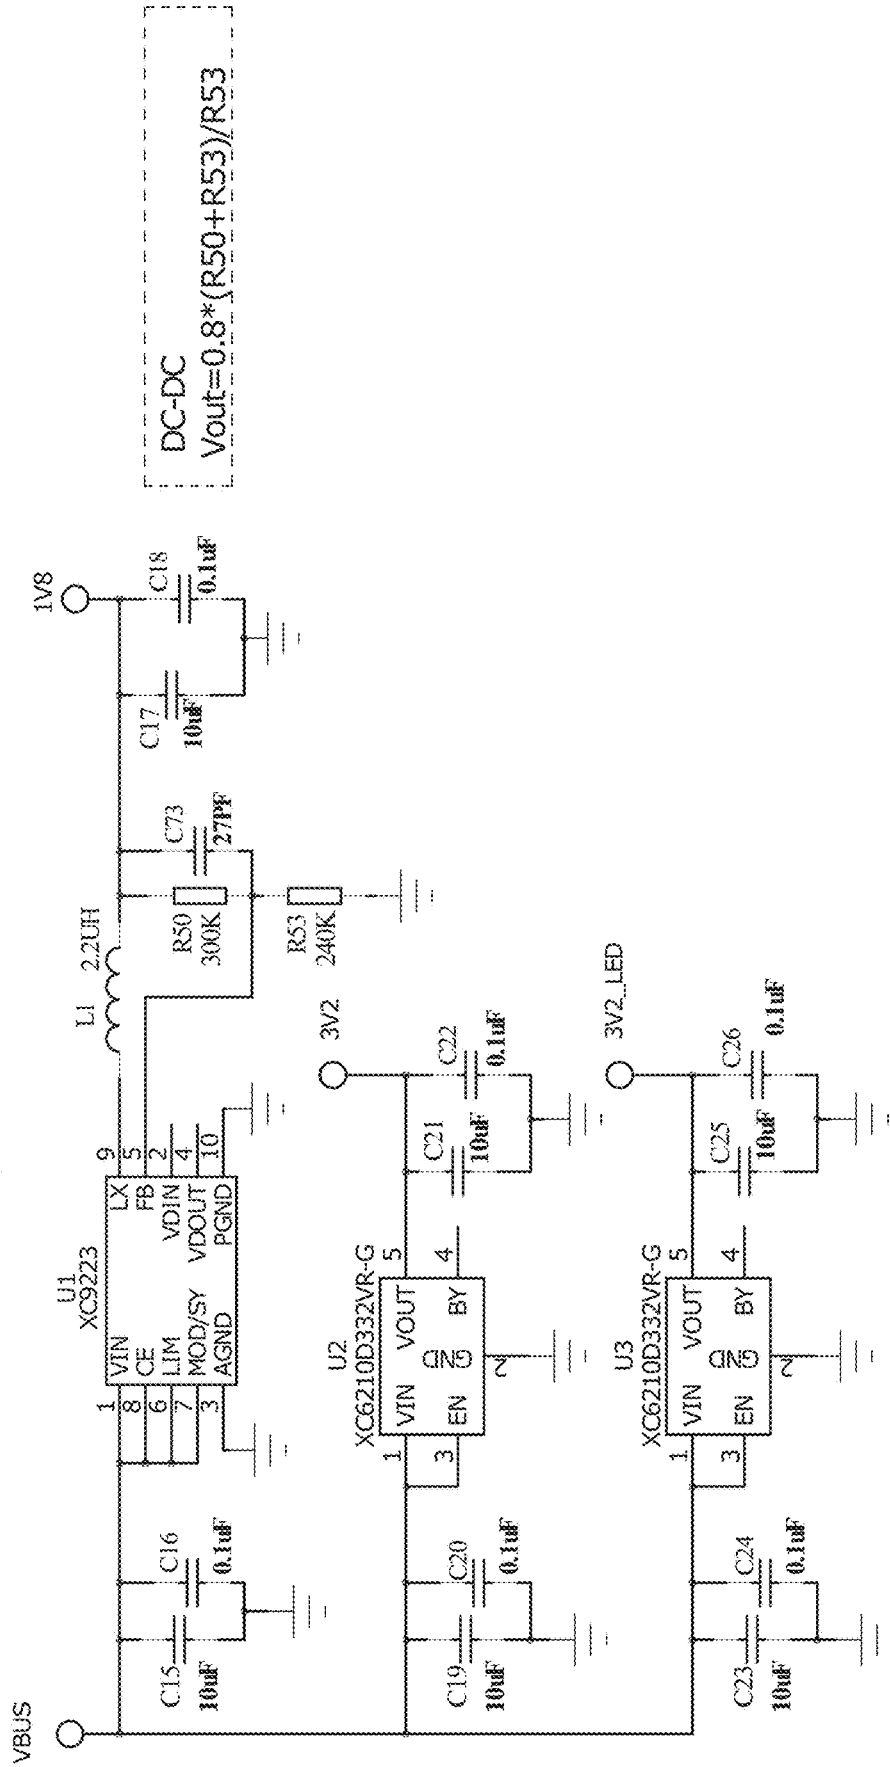 VBUS
C15
10uF
C16
0.1uF
U1
XC9223
1
8
6
7
3
VIN
CE
LIM
MOD/SY
AGND
LX
FB
VDIN
VDOUT
PGND
9
5
2
4
10
L1
2.2UH
R50
300K
C73
27PF
R53
240K
C17
10uF
C18
0.1uF
1V8
DC-DC
Vout=0.8*(R50+R53)/R53
C19
10uF
C20
0.1uF
U2
XC6210D332VR-G
1
3
VIN
EN
VOUT
BY
GND
5
4
2
C21
10uF
C22
0.1uF
3V2
C23
10uF
C24
0.1uF
U3
XC6210D332VR-G
1
3
VIN
EN
VOUT
BY
GND
5
4
2
C25
10uF
C26
0.1uF
3V2_LED